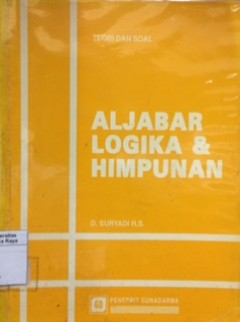 TEORI DAN SOAL
ALJABAR
LOGIKA &
HIMPUNAN
D. SURYADI H.S.
PENERBIT GUNADARMA